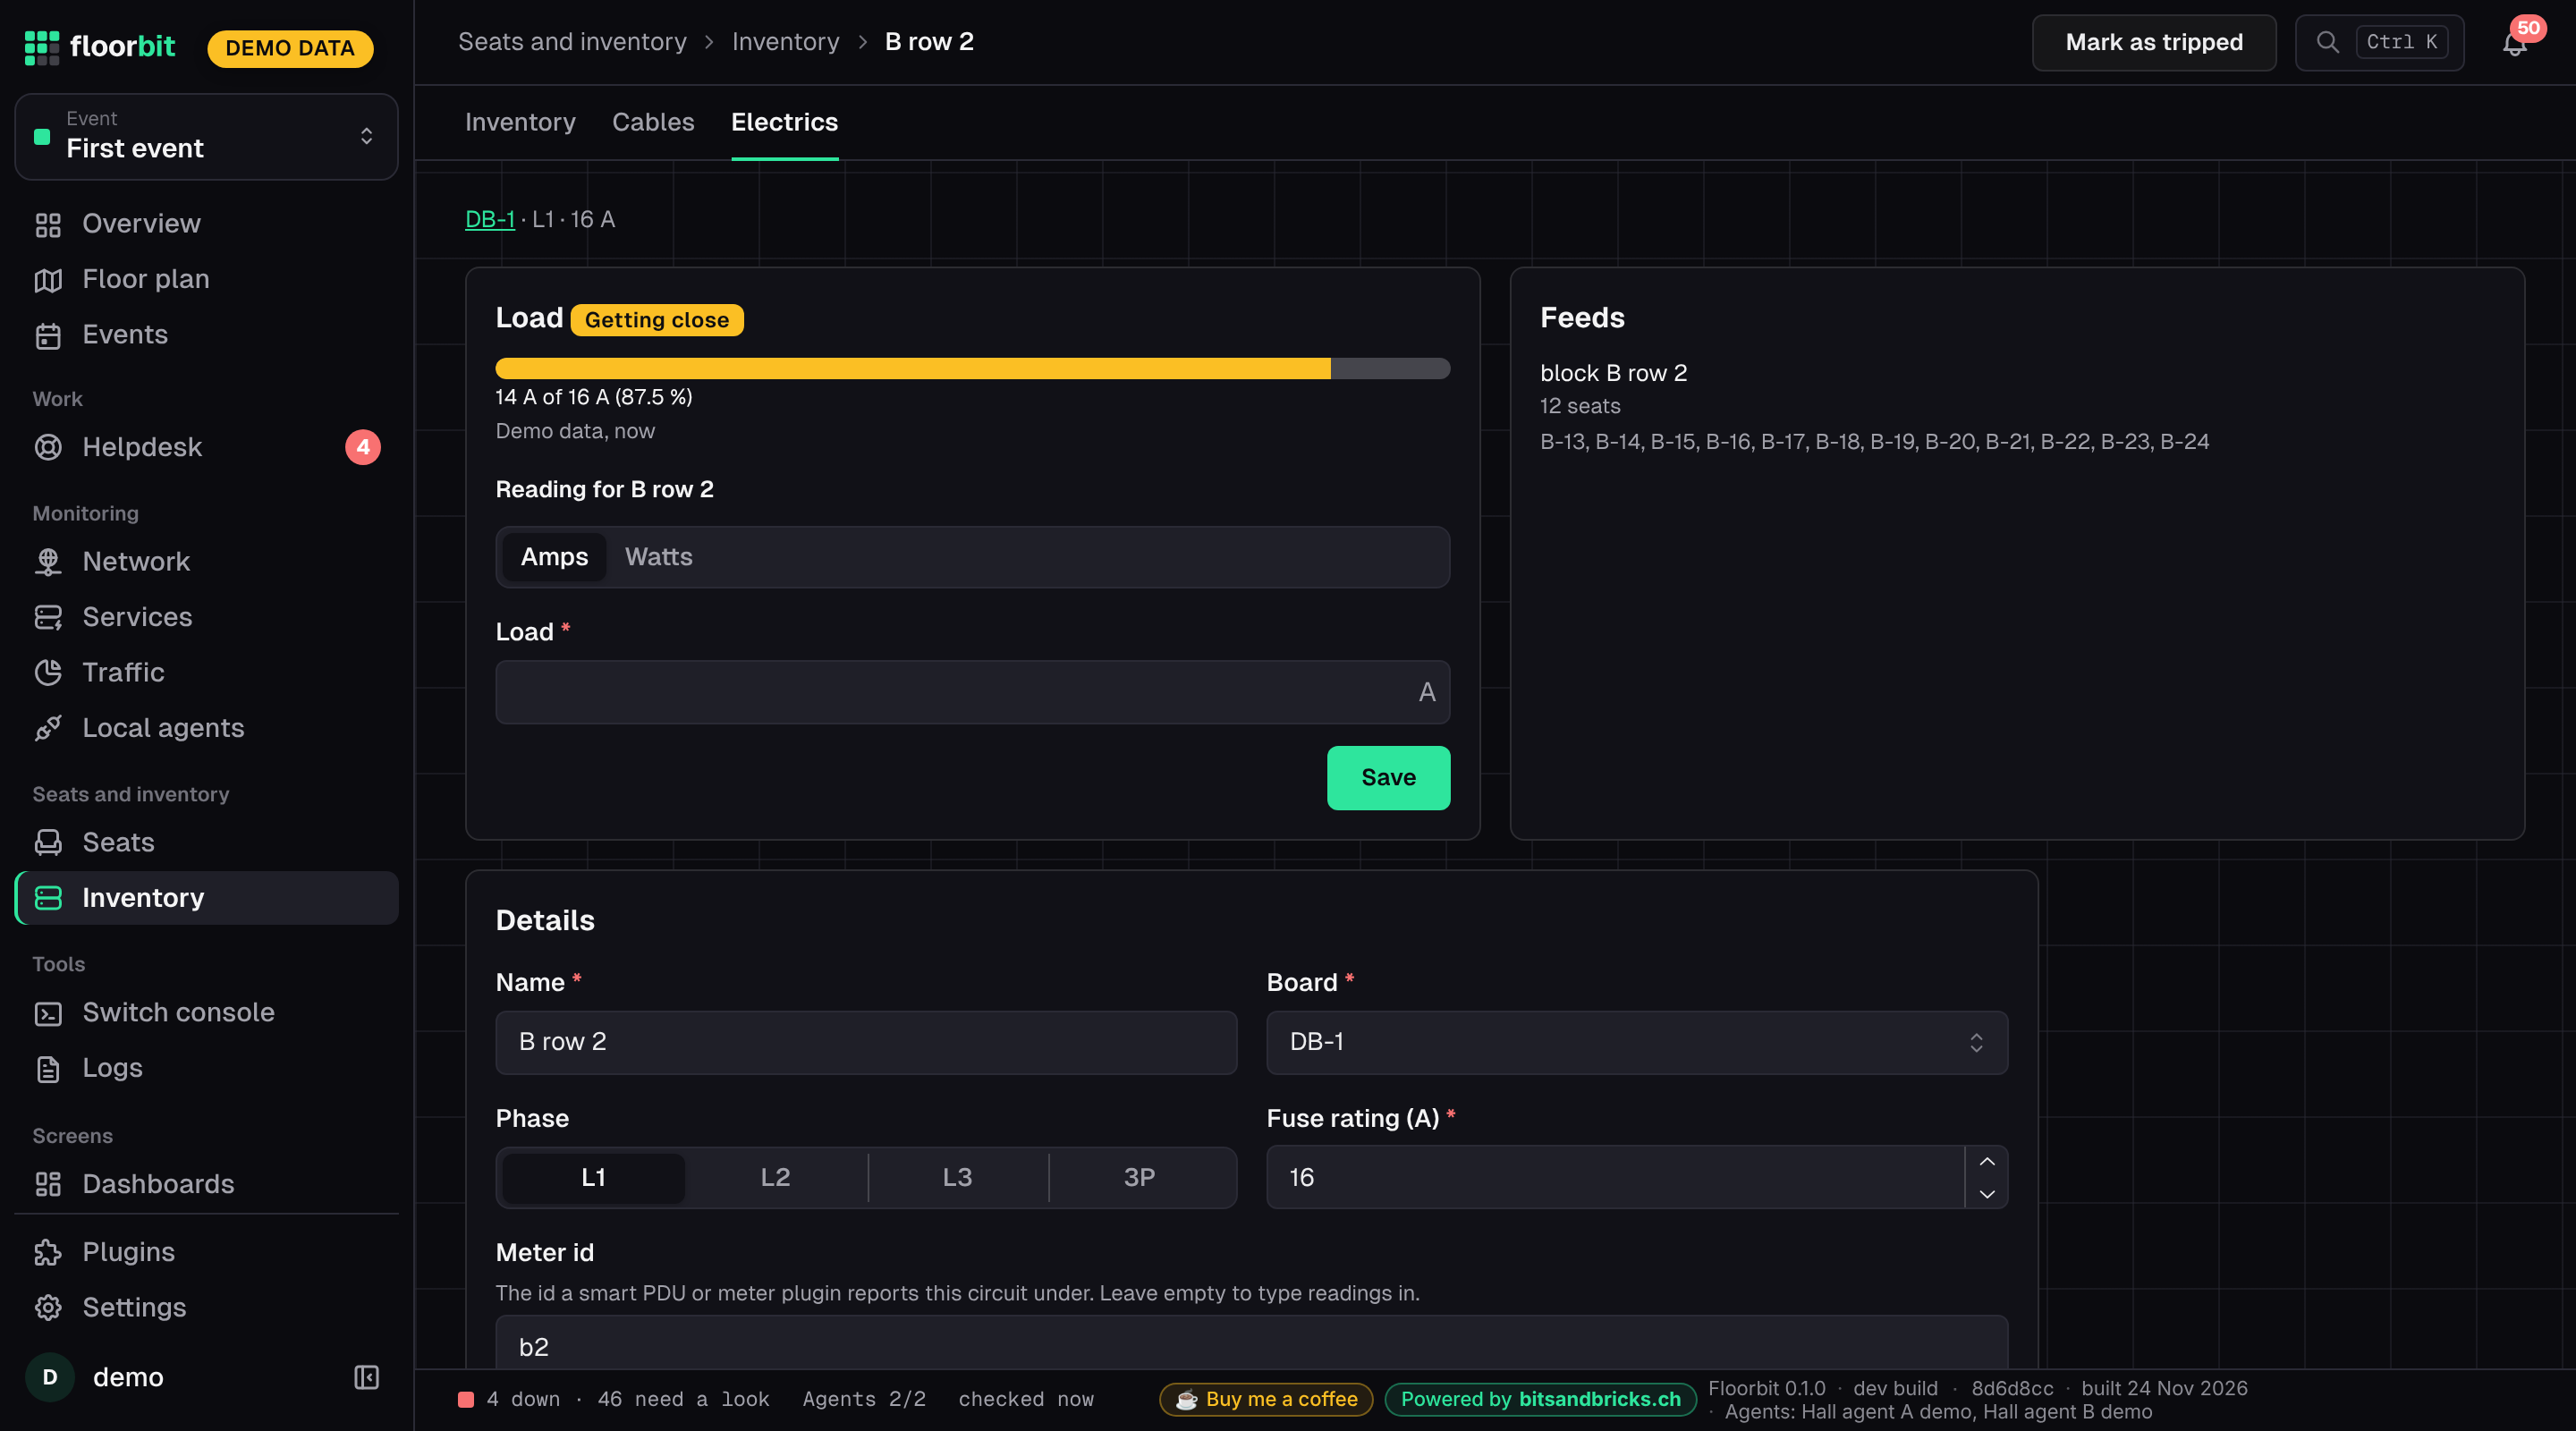 floorbit
DEMO DATA
Event
First event
Overview
Floor plan
Events
Work
Helpdesk
4
Monitoring
Network
Services
Traffic
Local agents
Seats and inventory
Seats
Inventory
Tools
Switch console
Logs
Screens
Dashboards
Plugins
Settings
D
demo
Seats and inventory > Inventory > B row 2
Mark as tripped
Ctrl K
50
Inventory
Cables
Electrics
DB-1 · L1 · 16 A
Load
Getting close
14 A of 16 A (87.5 %)
Demo data, now
Reading for B row 2
Amps
Watts
Load *
A
Save
Feeds
block B row 2
12 seats
B-13, B-14, B-15, B-16, B-17, B-18, B-19, B-20, B-21, B-22, B-23, B-24
Details
Name *
B row 2
Board *
DB-1
Phase
L1
L2
L3
3P
Fuse rating (A) *
16
Meter id
The id a smart PDU or meter plugin reports this circuit under. Leave empty to type readings in.
b2
4 down · 46 need a look
Agents 2/2
checked now
Buy me a coffee
Powered by bitsandbricks.ch
Floorbit 0.1.0 · dev build · 8d6d8cc · built 24 Nov 2026
· Agents: Hall agent A demo, Hall agent B demo